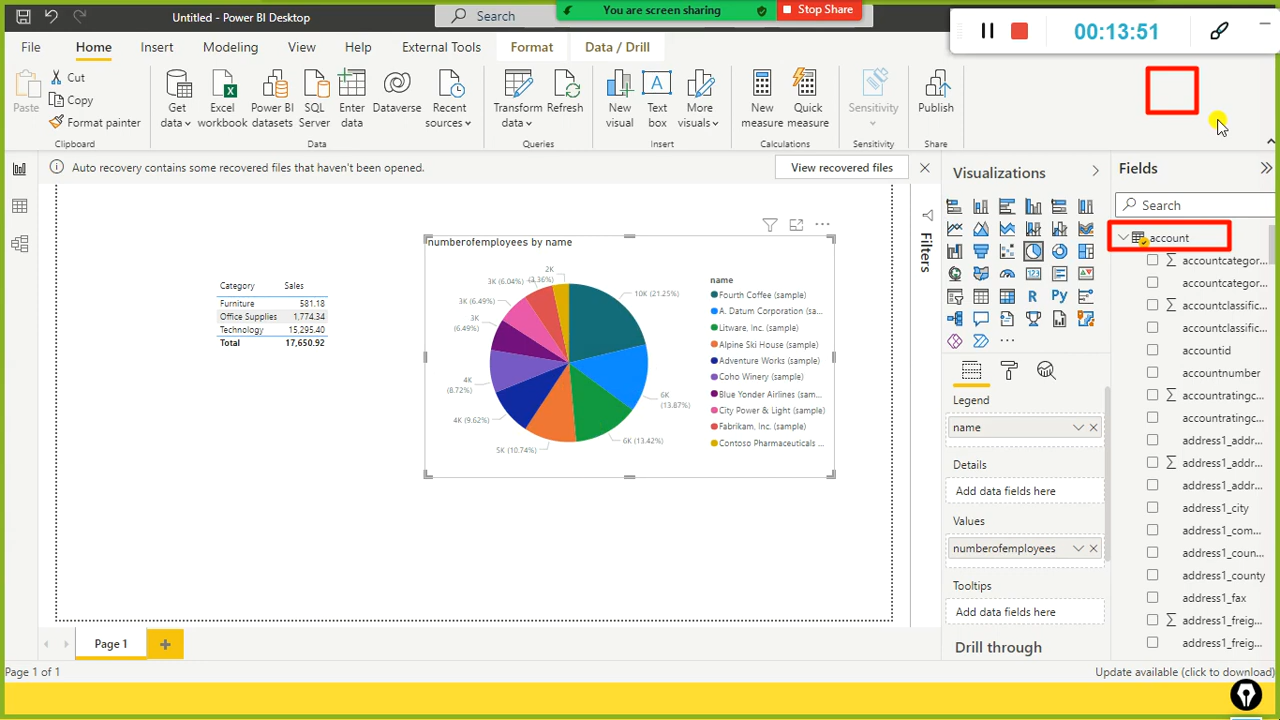 Untitled - Power BI Desktop
Search
You are screen sharing
Stop Share
00:13:51
File
Home
Insert
Modeling
View
Help
External Tools
Format
Data / Drill
Paste
Cut
Copy
Format painter
Clipboard
Get data
Excel workbook
Power BI datasets
SQL Server
Enter data
Dataverse
Recent sources
Data
Transform data
Refresh
Queries
New visual
Text box
More visuals
Insert
New measure
Quick measure
Calculations
Sensitivity
Sensitivity
Publish
Share
Auto recovery contains some recovered files that haven't been opened.
View recovered files
Category Sales
Furniture 581.18
Office Supplies 1,774.34
Technology 15,295.40
Total 17,650.92
numberofemployees by name
10K (21.25%)
6K (13.87%)
6K (13.42%)
5K (10.74%)
4K (9.62%)
4K (8.72%)
3K (6.49%)
3K (6.49%)
3K (6.04%)
2K (3.36%)
name
Fourth Coffee (sample)
A. Datum Corporation (sa...
Litware, Inc. (sample)
Alpine Ski House (sample)
Adventure Works (sample)
Coho Winery (sample)
Blue Yonder Airlines (sam...
City Power & Light (sample)
Fabrikam, Inc. (sample)
Contoso Pharmaceuticals ...
Filters
Visualizations
R
Py
123
Legend
name
Details
Add data fields here
Values
numberofemployees
Tooltips
Add data fields here
Drill through
Fields
Search
account
accountcategor...
accountcategor...
accountclassific...
accountclassific...
accountid
accountnumber
accountratingc...
accountratingc...
address1_addr...
address1_addr...
address1_addr...
address1_city
address1_com...
address1_coun...
address1_county
address1_fax
address1_freig...
address1_freig...
Page 1
Page 1 of 1
Update available (click to download)